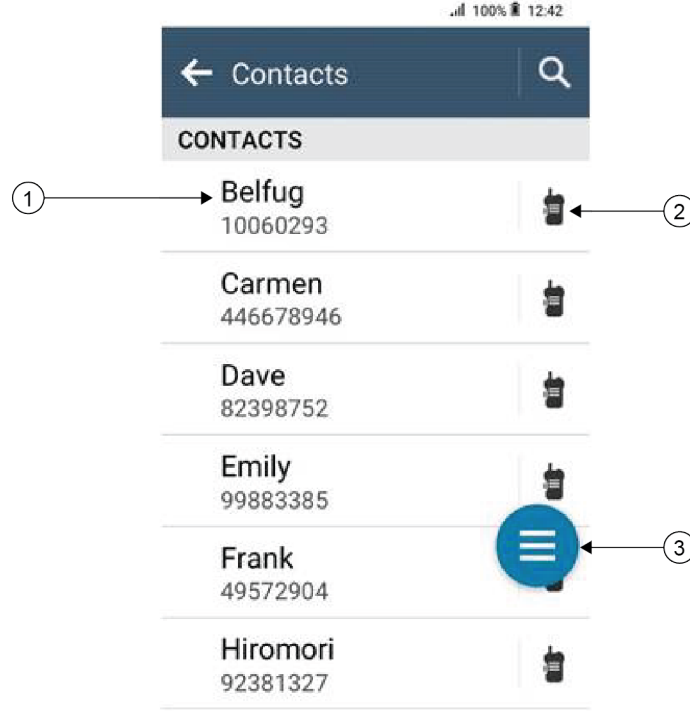 100% 12:42
Contacts
CONTACTS
1
Belfug
10060293
2
Carmen
446678946
Dave
82398752
Emily
99883385
3
Frank
49572904
Hiromori
92381327